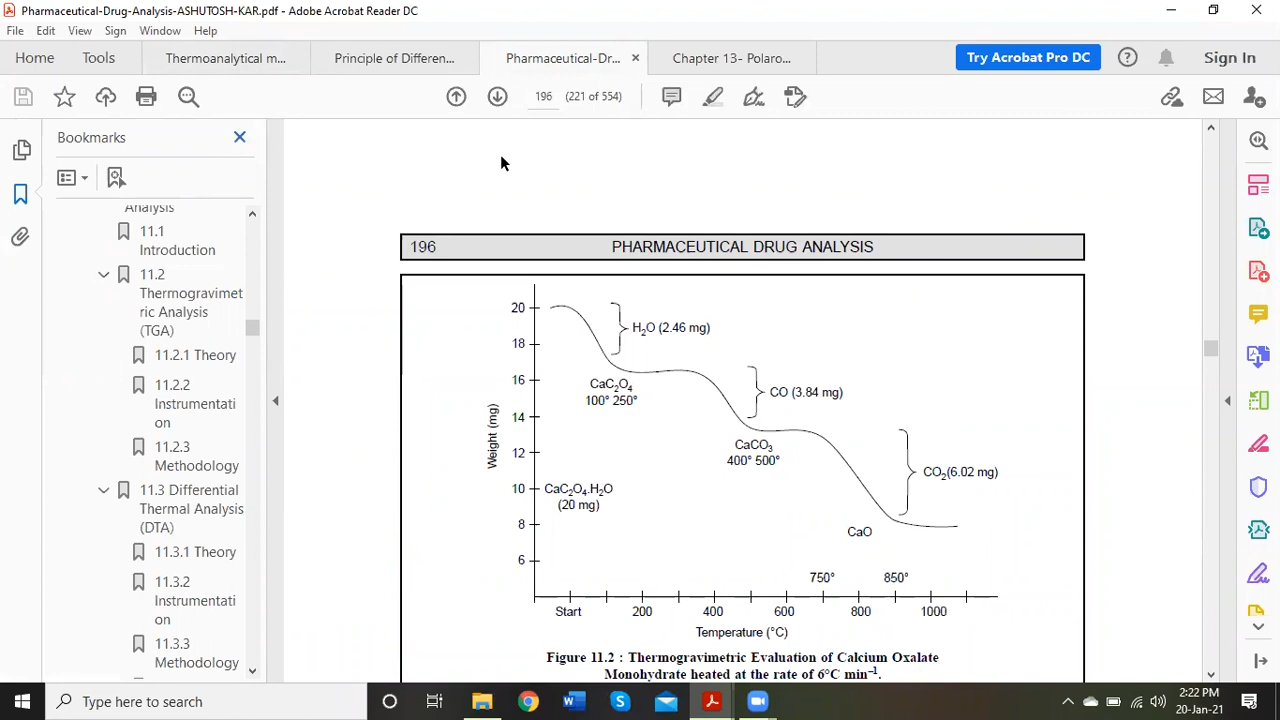 Pharmaceutical-Drug-Analysis-ASHUTOSH-KAR.pdf - Adobe Acrobat Reader DC
File Edit View Sign Window Help
Home Tools Thermoanalytical m... Principle of Differen... Pharmaceutical-Dr... Chapter 13- Polaro... Try Acrobat Pro DC Sign In
196 (221 of 554)
Bookmarks
Analysis
11.1
Introduction
11.2
Thermogravimet
ric Analysis
(TGA)
11.2.1 Theory
11.2.2
Instrumentati
on
11.2.3
Methodology
11.3 Differential
Thermal Analysis
(DTA)
11.3.1 Theory
11.3.2
Instrumentati
on
11.3.3
Methodology
196 PHARMACEUTICAL DRUG ANALYSIS
20
18
16
14
12
10
8
6
Weight (mg)
H₂O (2.46 mg)
CaC₂O₄
100° 250°
CO (3.84 mg)
CaCO₃
400° 500°
CO₂(6.02 mg)
CaC₂O₄.H₂O
(20 mg)
CaO
750° 850°
Start 200 400 600 800 1000
Temperature (°C)
Figure 11.2 : Thermogravimetric Evaluation of Calcium Oxalate
Monohydrate heated at the rate of 6°C min⁻¹.
Type here to search
2:22 PM
20-Jan-21